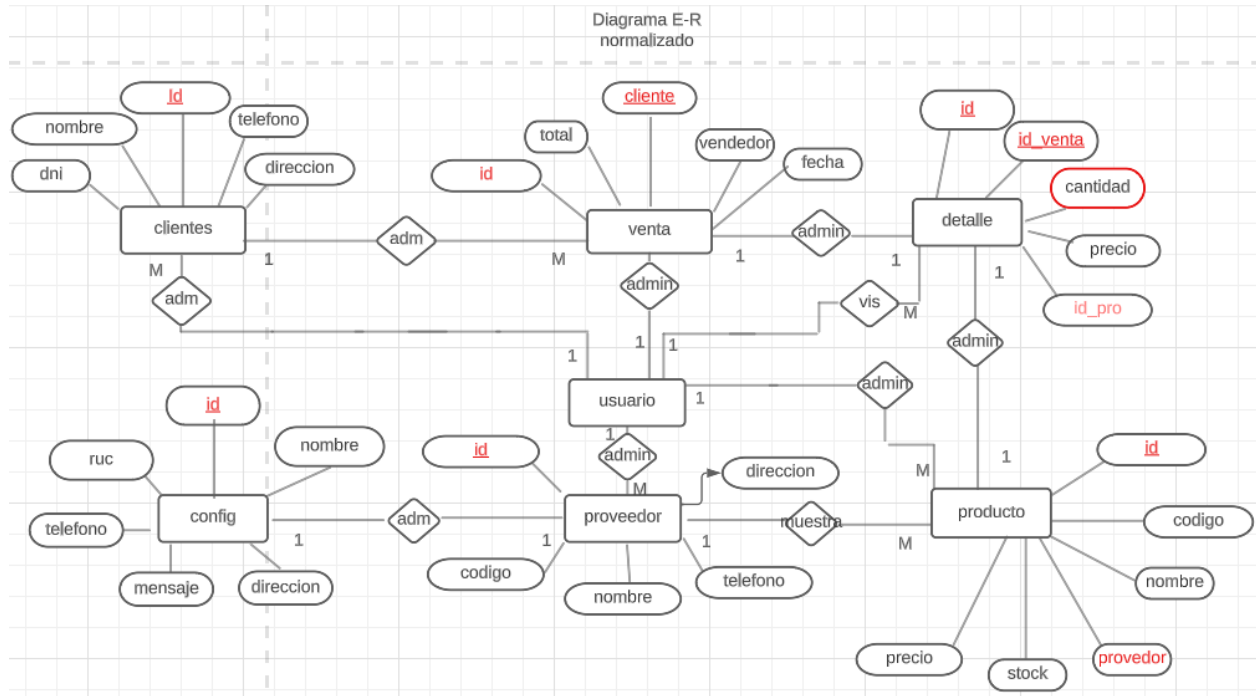 Diagrama E-R
normalizado
Id
cliente
id
nombre
telefono
total
vendedor
id_venta
dni
direccion
id
fecha
cantidad
clientes
adm
venta
admin
detalle
precio
M
1
M
1
1
1
adm
admin
vis
M
id_pro
1
1
1
admin
id
usuario
1
admin
ruc
nombre
id
1
admin
M
1
id
M
direccion
config
adm
proveedor
muestra
producto
codigo
telefono
1
1
1
M
mensaje
direccion
codigo
nombre
telefono
nombre
precio
stock
provedor